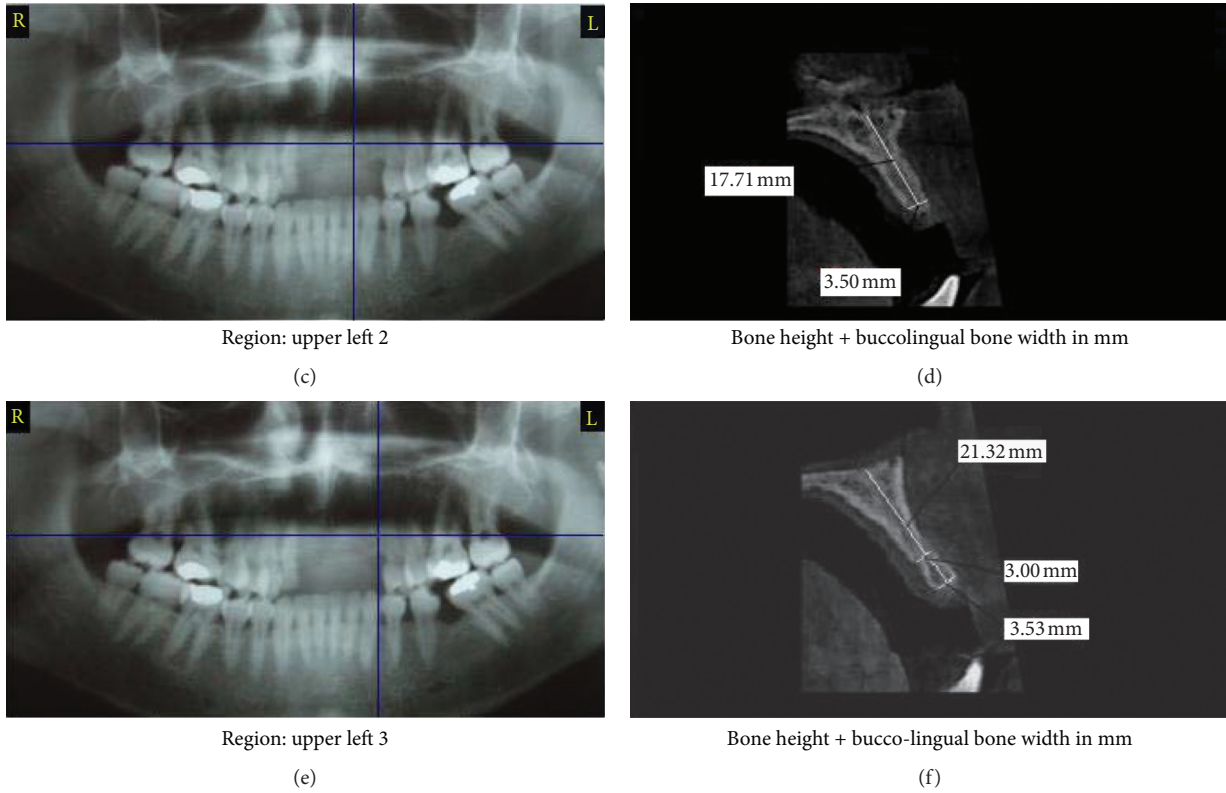 R
L
17.71 mm
3.50 mm
Region: upper left 2
Bone height + buccolingual bone width in mm
(c)
(d)
R
L
21.32 mm
3.00 mm
3.53 mm
Region: upper left 3
Bone height + bucco-lingual bone width in mm
(e)
(f)